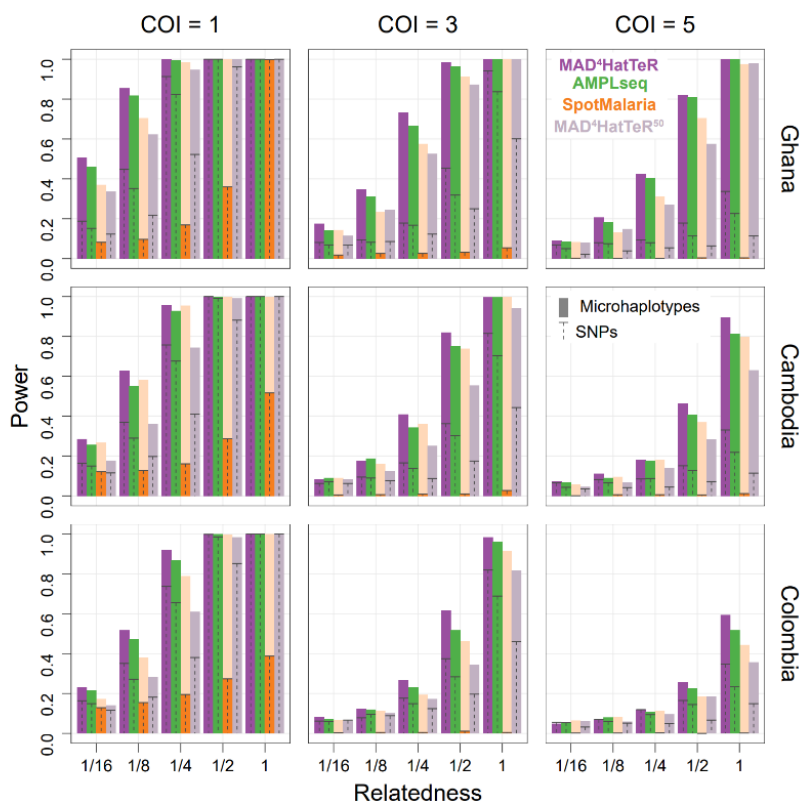 COI = 1 COI = 3 COI = 5
1.0
0.8
0.6
0.4
0.2
0.0
MAD⁴HatTeR
AMPLseq
SpotMalaria
MAD⁴HatTeR⁵⁰
Ghana
Power
1.0
0.8
0.6
0.4
0.2
0.0
Microhaplotypes
SNPs
Cambodia
1.0
0.8
0.6
0.4
0.2
0.0
Colombia
1/16 1/8 1/4 1/2 1 1/16 1/8 1/4 1/2 1 1/16 1/8 1/4 1/2 1
Relatedness